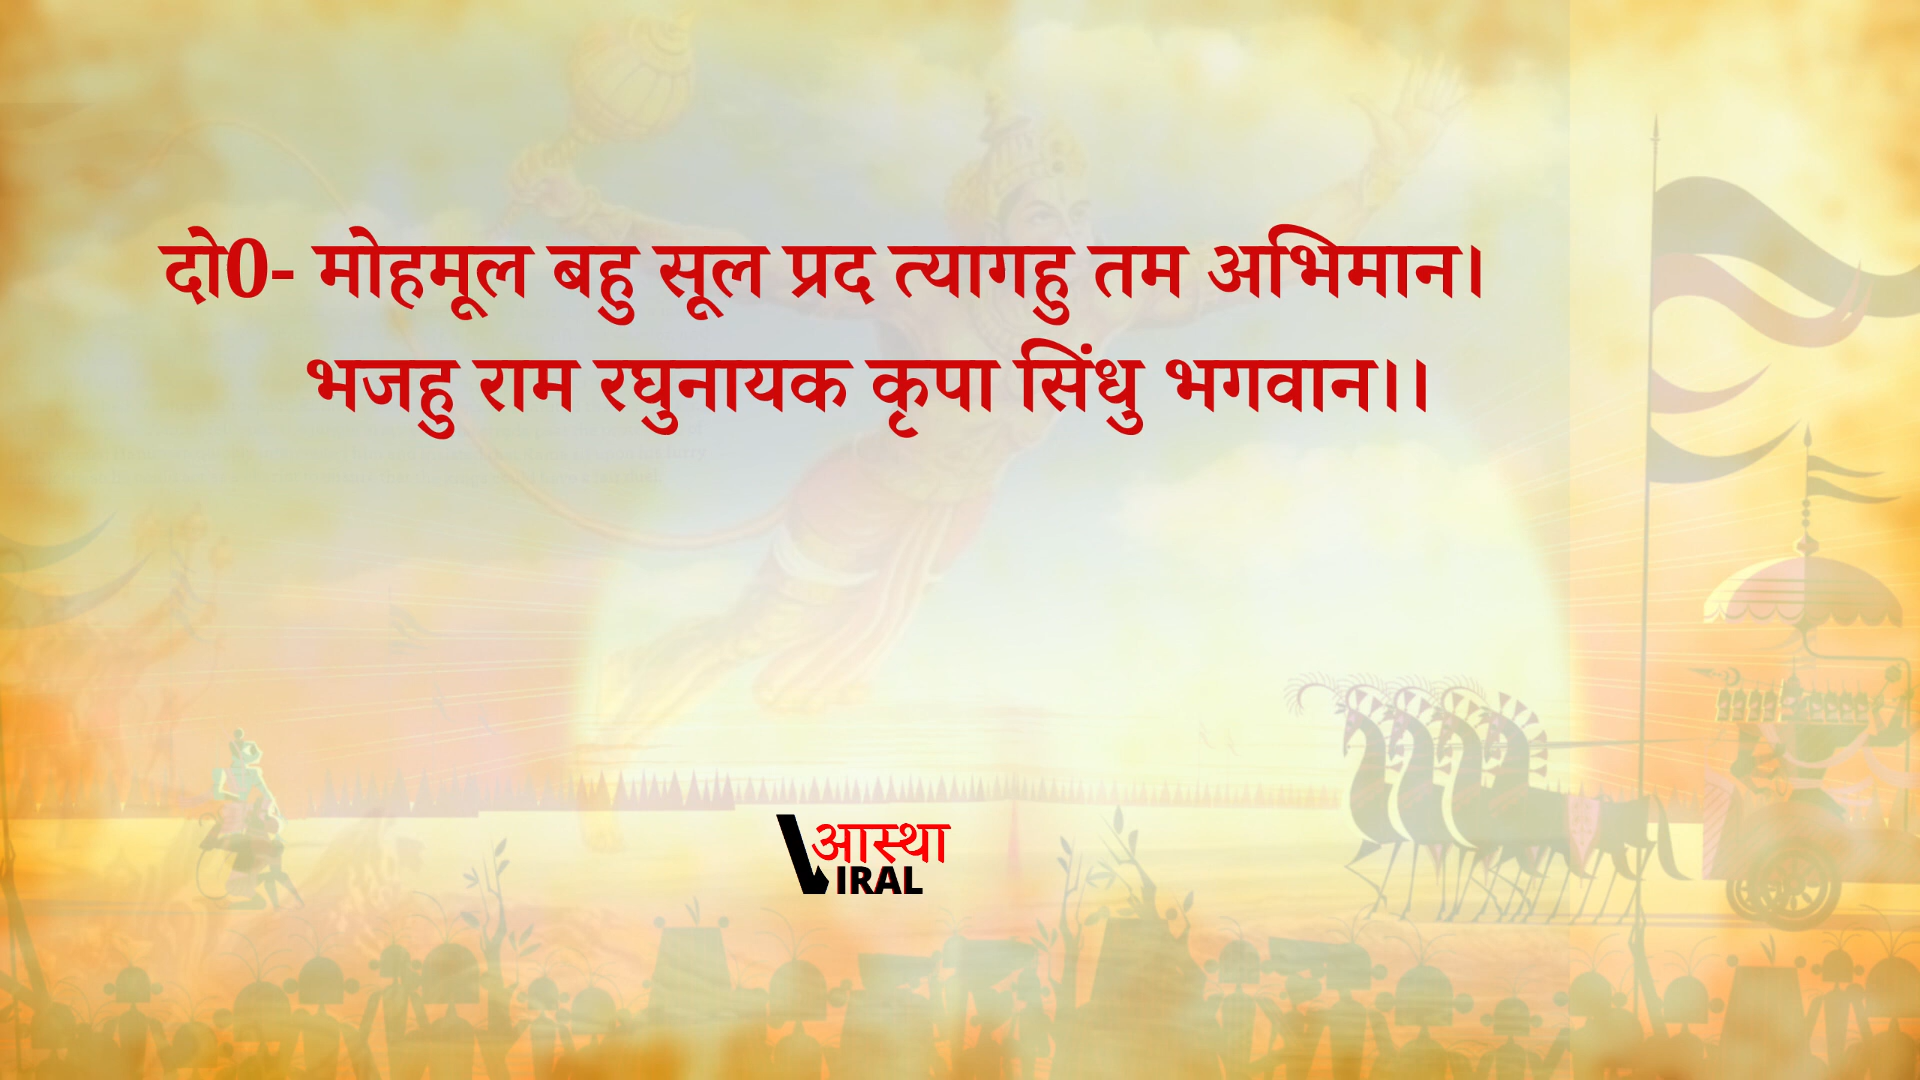 दो0- मोहमूल बहु सूल प्रद त्यागहु तम अभिमान।
भजहु राम रघुनायक कृपा सिंधु भगवान।।
आस्था
VIRAL